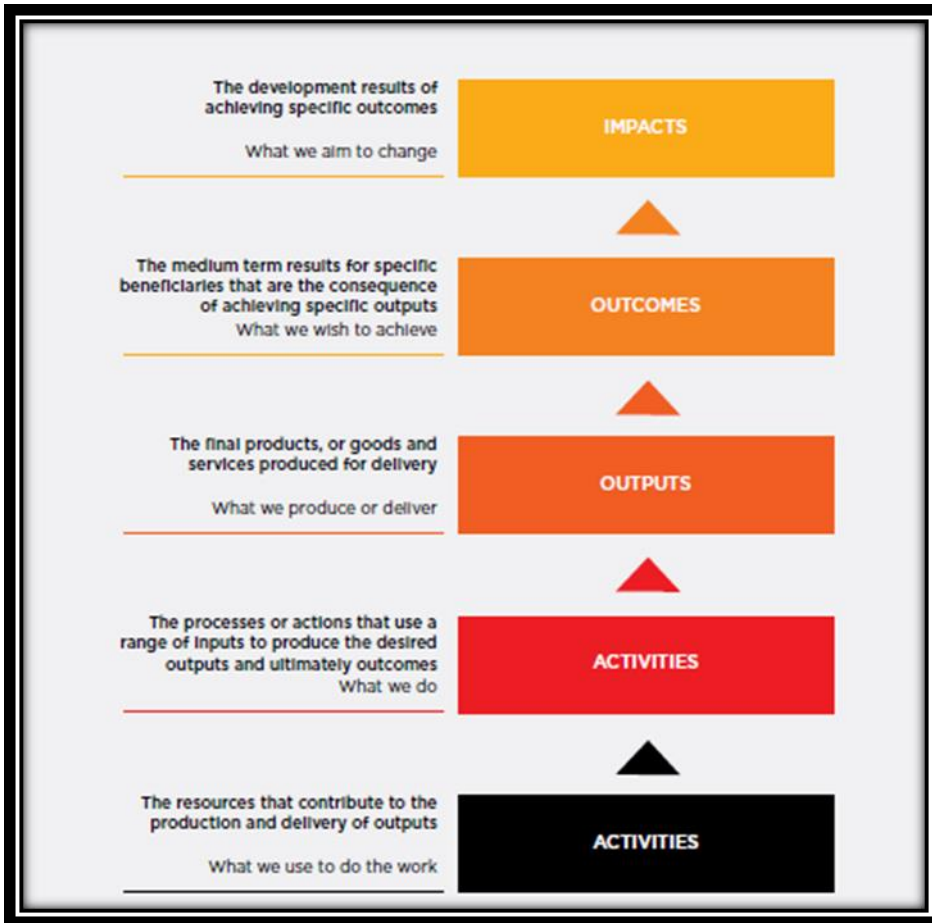 The development results of
achieving specific outcomes
What we aim to change
IMPACTS
The medium term results for specific
beneficiaries that are the consequence
of achieving specific outputs
What we wish to achieve
OUTCOMES
The final products, or goods and
services produced for delivery
What we produce or deliver
OUTPUTS
The processes or actions that use a
range of inputs to produce the desired
outputs and ultimately outcomes
What we do
ACTIVITIES
The resources that contribute to the
production and delivery of outputs
What we use to do the work
ACTIVITIES